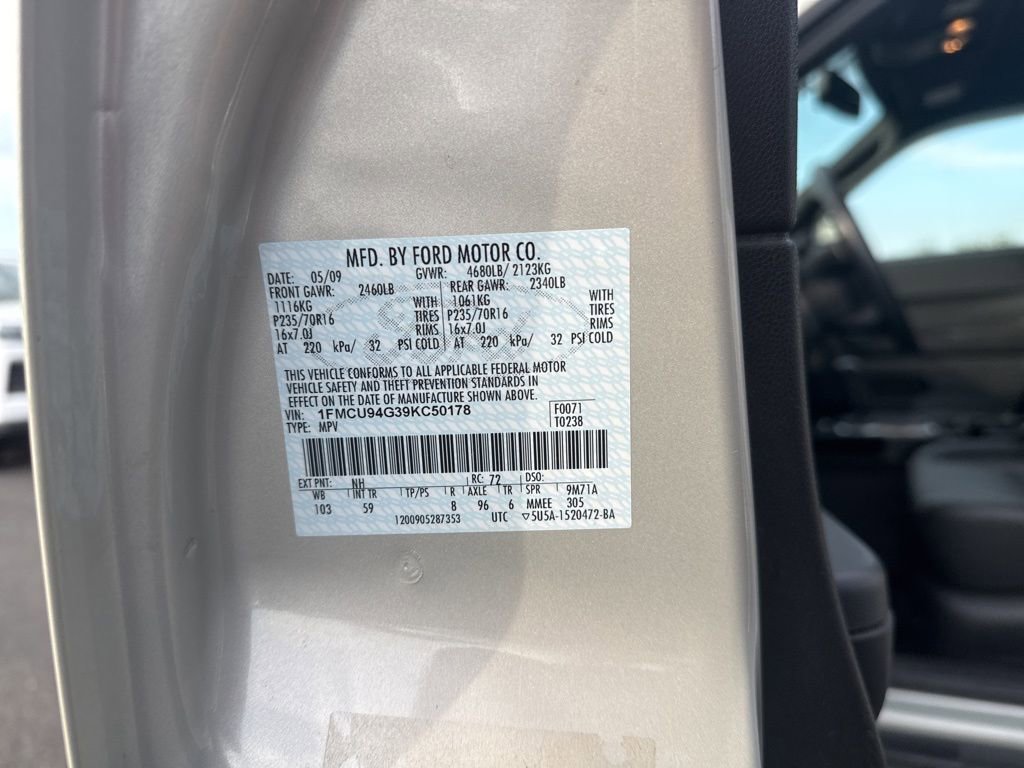 MFD. BY FORD MOTOR CO.
DATE: 05/09 GVWR: 4680LB/ 2123KG
FRONT GAWR: 2460LB REAR GAWR: 2340LB
1116KG WITH 1061KG WITH
P235/70R16 TIRES P235/70R16 TIRES
16x7.0J RIMS 16x7.0J RIMS
AT 220 kPa/ 32 PSI COLD AT 220 kPa/ 32 PSI COLD
THIS VEHICLE CONFORMS TO ALL APPLICABLE FEDERAL MOTOR
VEHICLE SAFETY AND THEFT PREVENTION STANDARDS IN
EFFECT ON THE DATE OF MANUFACTURE SHOWN ABOVE.
VIN: 1FMCU94G39KC50178 F0071
TYPE: MPV T0238
EXT PNT: NH RC: 72 DSO:
WB INT TR TP/PS R AXLE TR SPR 9M71A
103 59 8 96 6 MMEE 305
1200905287353 UTC ▽5U5A-1520472-BA